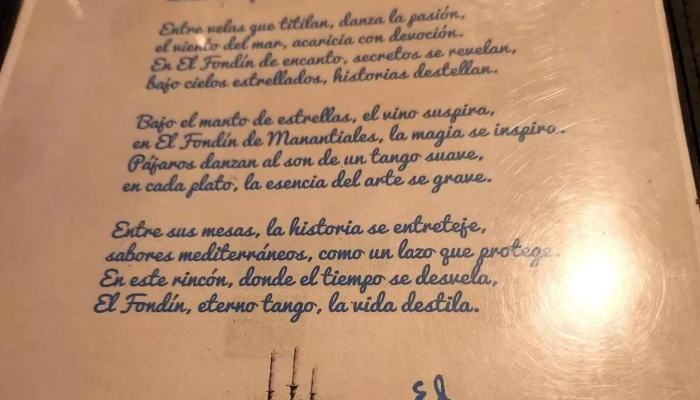 Entre velas que titilan, danza la pasión,
el viento del mar, acaricia con devoción.
En El Fondín de encanto, secretos se revelan,
bajo cielos estrellados, historias destellan.
Bajo el manto de estrellas, el vino suspira,
en El Fondín de Manantiales, la magia se inspira.
Pájaros danzan al son de un tango suave,
en cada plato, la esencia del arte se grave.
Entre sus mesas, la historia se entreteje,
sabores mediterráneos, como un lazo que protege.
En este rincón, donde el tiempo se desvela,
El Fondín, eterno tango, la vida destila.
El